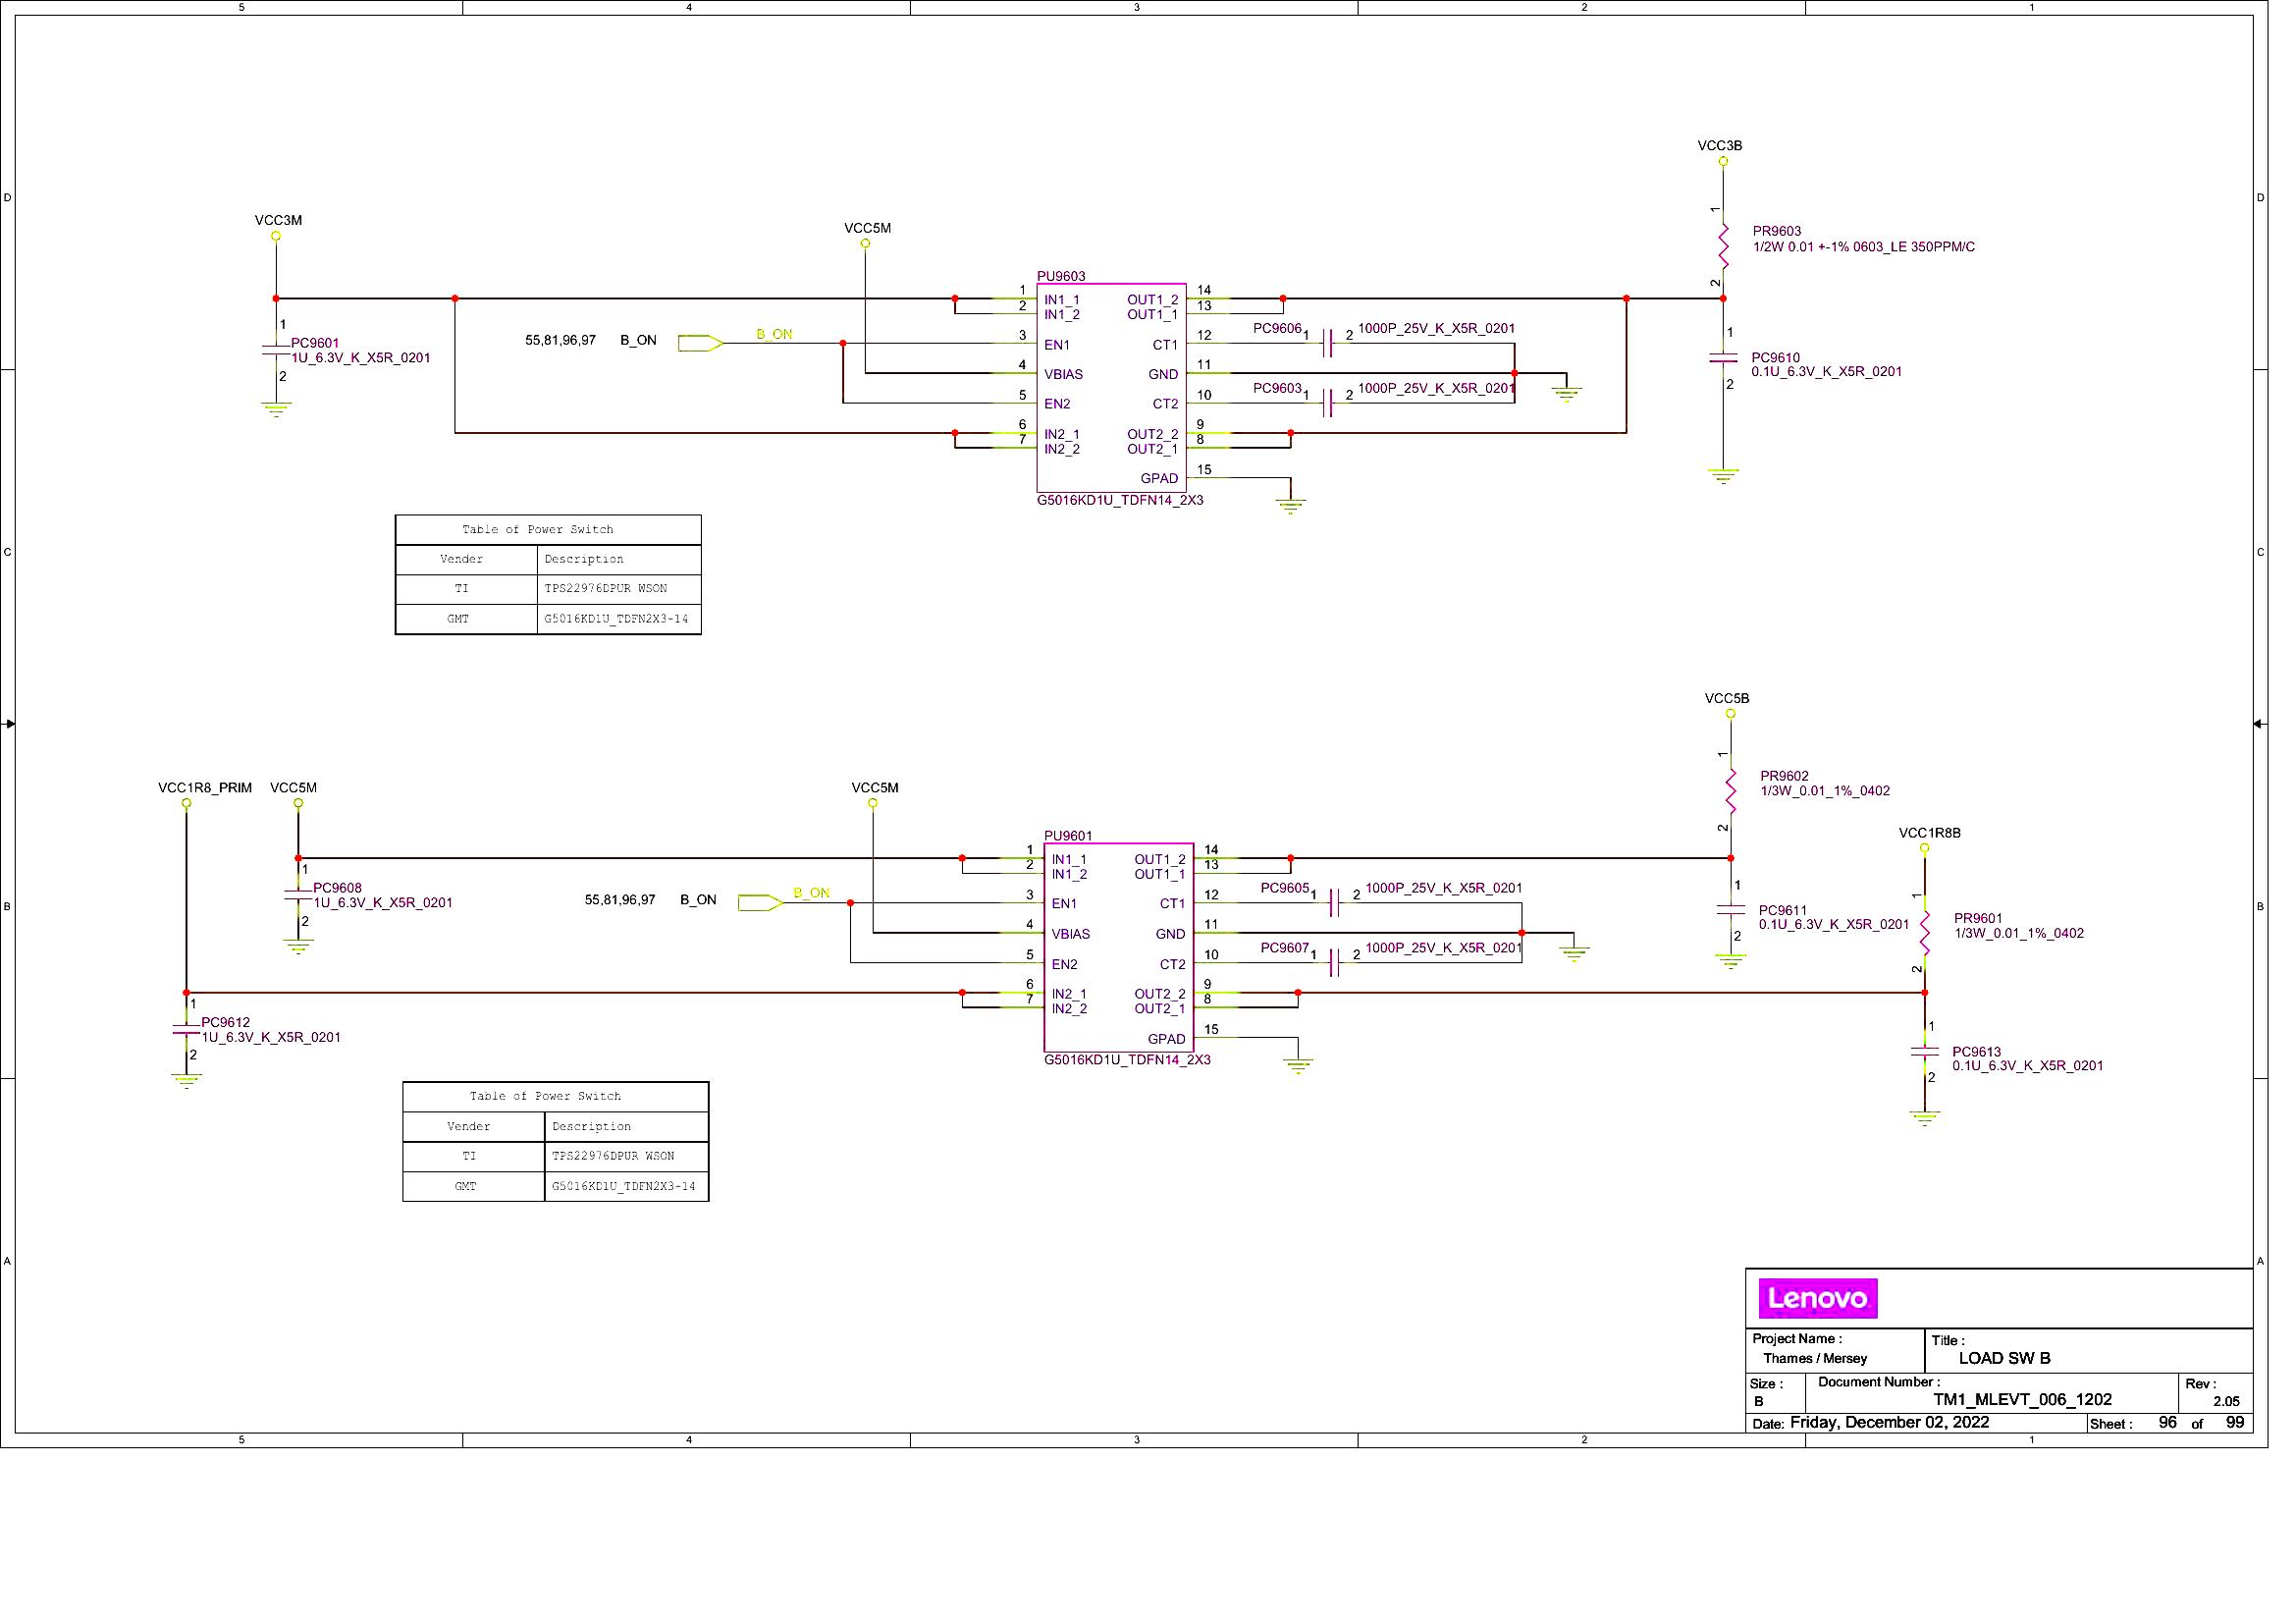 5 4 3 2 1
D
C
B
A
D
C
B
A
VCC3B
1
PR9603
1/2W 0.01 +-1% 0603_LE 350PPM/C
2
VCC3M
VCC5M
PU9603
1 IN1_1 OUT1_2 14
2 IN1_2 OUT1_1 13
1
PC9601
1U_6.3V_K_X5R_0201
2
55,81,96,97 B_ON B_ON
3 EN1 CT1 12
PC9606 1 2 1000P_25V_K_X5R_0201
4 VBIAS GND 11
5 EN2 CT2 10
PC9603 1 2 1000P_25V_K_X5R_0201
6 IN2_1 OUT2_2 9
7 IN2_2 OUT2_1 8
GPAD 15
G5016KD1U_TDFN14_2X3
1
PC9610
0.1U_6.3V_K_X5R_0201
2
Table of Power Switch
Vender Description
TI TPS22976DPUR WSON
GMT G5016KD1U_TDFN2X3-14
VCC5B
1
PR9602
1/3W_0.01_1%_0402
2
VCC1R8_PRIM VCC5M
VCC5M
PU9601
1 IN1_1 OUT1_2 14
2 IN1_2 OUT1_1 13
1
PC9608
1U_6.3V_K_X5R_0201
2
55,81,96,97 B_ON B_ON
3 EN1 CT1 12
PC9605 1 2 1000P_25V_K_X5R_0201
4 VBIAS GND 11
5 EN2 CT2 10
PC9607 1 2 1000P_25V_K_X5R_0201
6 IN2_1 OUT2_2 9
7 IN2_2 OUT2_1 8
GPAD 15
G5016KD1U_TDFN14_2X3
1
PC9612
1U_6.3V_K_X5R_0201
2
1
PC9611
0.1U_6.3V_K_X5R_0201
2
VCC1R8B
1
PR9601
1/3W_0.01_1%_0402
2
1
PC9613
0.1U_6.3V_K_X5R_0201
2
Table of Power Switch
Vender Description
TI TPS22976DPUR WSON
GMT G5016KD1U_TDFN2X3-14
Lenovo
Project Name :
Thames / Mersey
Title :
LOAD SW B
Size :
B
Document Number :
TM1_MLEVT_006_1202
Rev :
2.05
Date: Friday, December 02, 2022
Sheet : 96 of 99
5 4 3 2 1